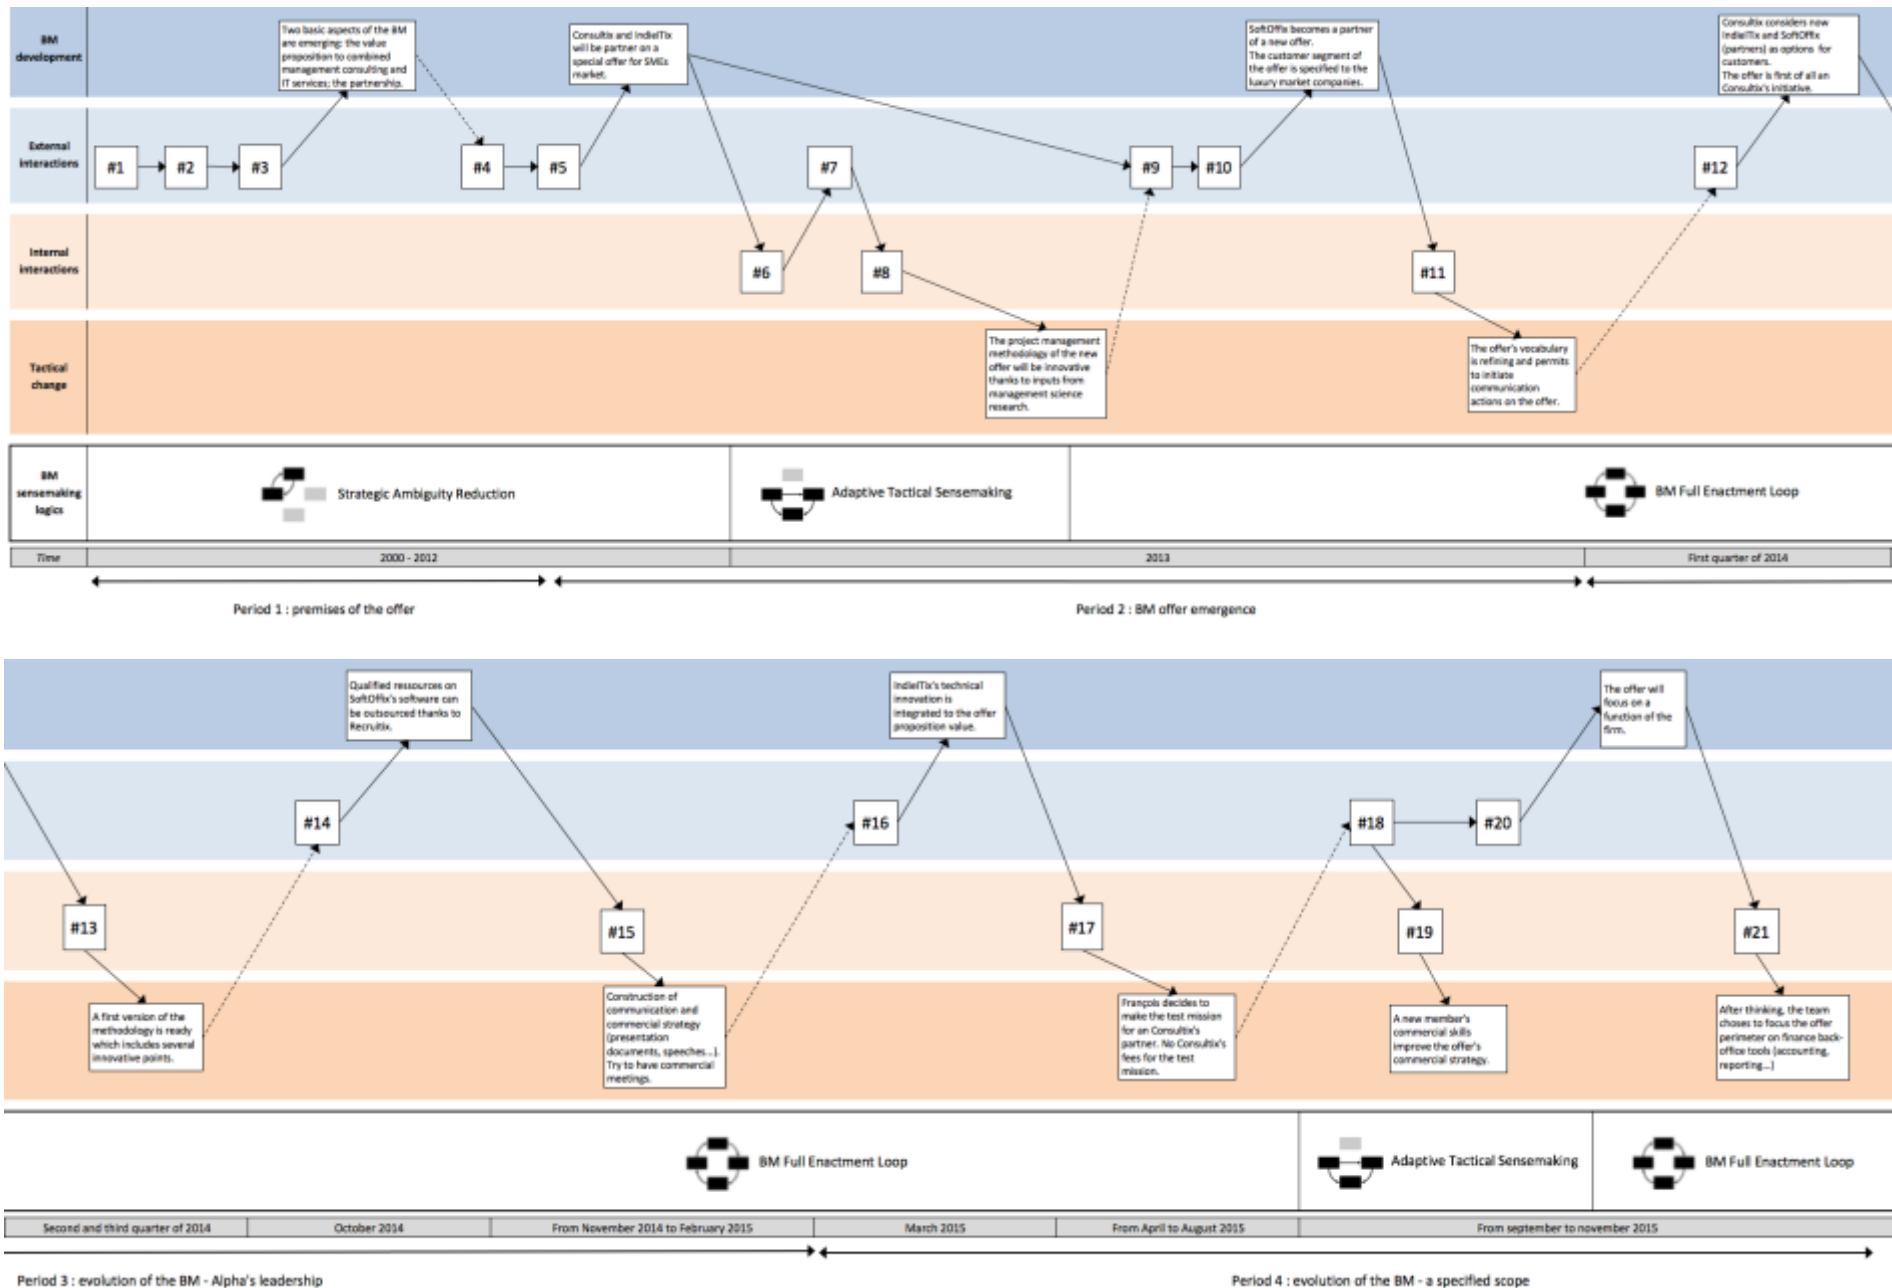 BM
development
Two basic aspects of the BM
are emerging: the value
proposition to combined
management consulting and
IT services; the partnership.
Consultix and IndieITix
will be partner on a
special offer for SMEs
market.
SoftOffix becomes a partner
of a new offer.
The customer segment of
the offer is specified to the
luxury market companies.
Consultix considers now
IndieITix and SoftOffix
(partners) as options for
customers.
The offer is first of all an
Consultix's initiative.
External
interactions
#1
#2
#3
#4
#5
#7
#9
#10
#12
Internal
interactions
#6
#8
#11
Tactical
change
The project management
methodology of the new
offer will be innovative
thanks to inputs from
management science
research.
The offer's vocabulary
is refining and permits
to initiate
communication
actions on the offer.
BM
sensemaking
logics
Strategic Ambiguity Reduction
Adaptive Tactical Sensemaking
BM Full Enactment Loop
Time
2000 - 2012
2013
First quarter of 2014
Period 1 : premises of the offer
Period 2 : BM offer emergence
Qualified ressources on
SoftOffix's software can
be outsourced thanks to
Recruitix.
IndieITix's technical
innovation is
integrated to the offer
proposition value.
The offer will
focus on a
function of the
firm.
#14
#16
#18
#20
#13
#15
#17
#19
#21
A first version of the
methodology is ready
which includes several
innovative points.
Construction of
communication and
commercial strategy
(presentation
documents, speeches...).
Try to have commercial
meetings.
François decides to
make the test mission
for an Consultix's
partner. No Consultix's
fees for the test
mission.
A new member's
commercial skills
improve the offer's
commercial strategy.
After thinking, the team
choses to focus the offer
perimeter on finance back-
office tools (accounting,
reporting...)
BM Full Enactment Loop
Adaptive Tactical Sensemaking
BM Full Enactment Loop
Second and third quarter of 2014
October 2014
From November 2014 to February 2015
March 2015
From April to August 2015
From september to november 2015
Period 3 : evolution of the BM - Alpha's leadership
Period 4 : evolution of the BM - a specified scope